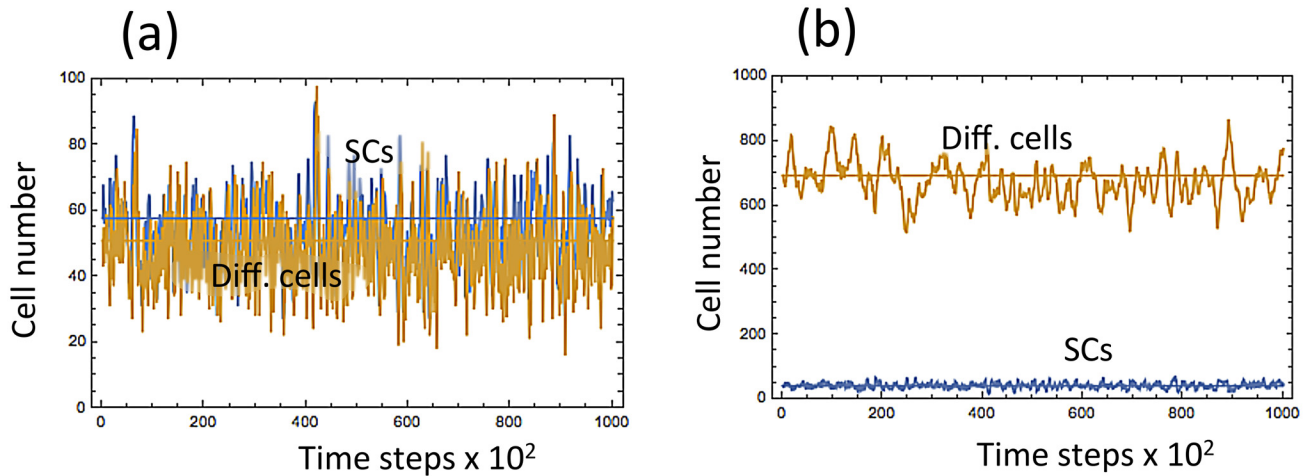 (a)
100
80
60
40
20
0
SCs
Diff. cells
Cell number
0 200 400 600 800 1000
Time steps x 10²
(b)
1000
800
600
400
200
0
Diff. cells
SCs
Cell number
0 200 400 600 800 1000
Time steps x 10²